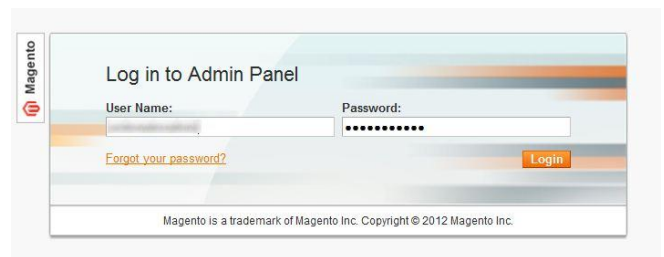 Magento
Log in to Admin Panel
User Name: Password:
•••••••••••
Forgot your password? Login
Magento is a trademark of Magento Inc. Copyright © 2012 Magento Inc.